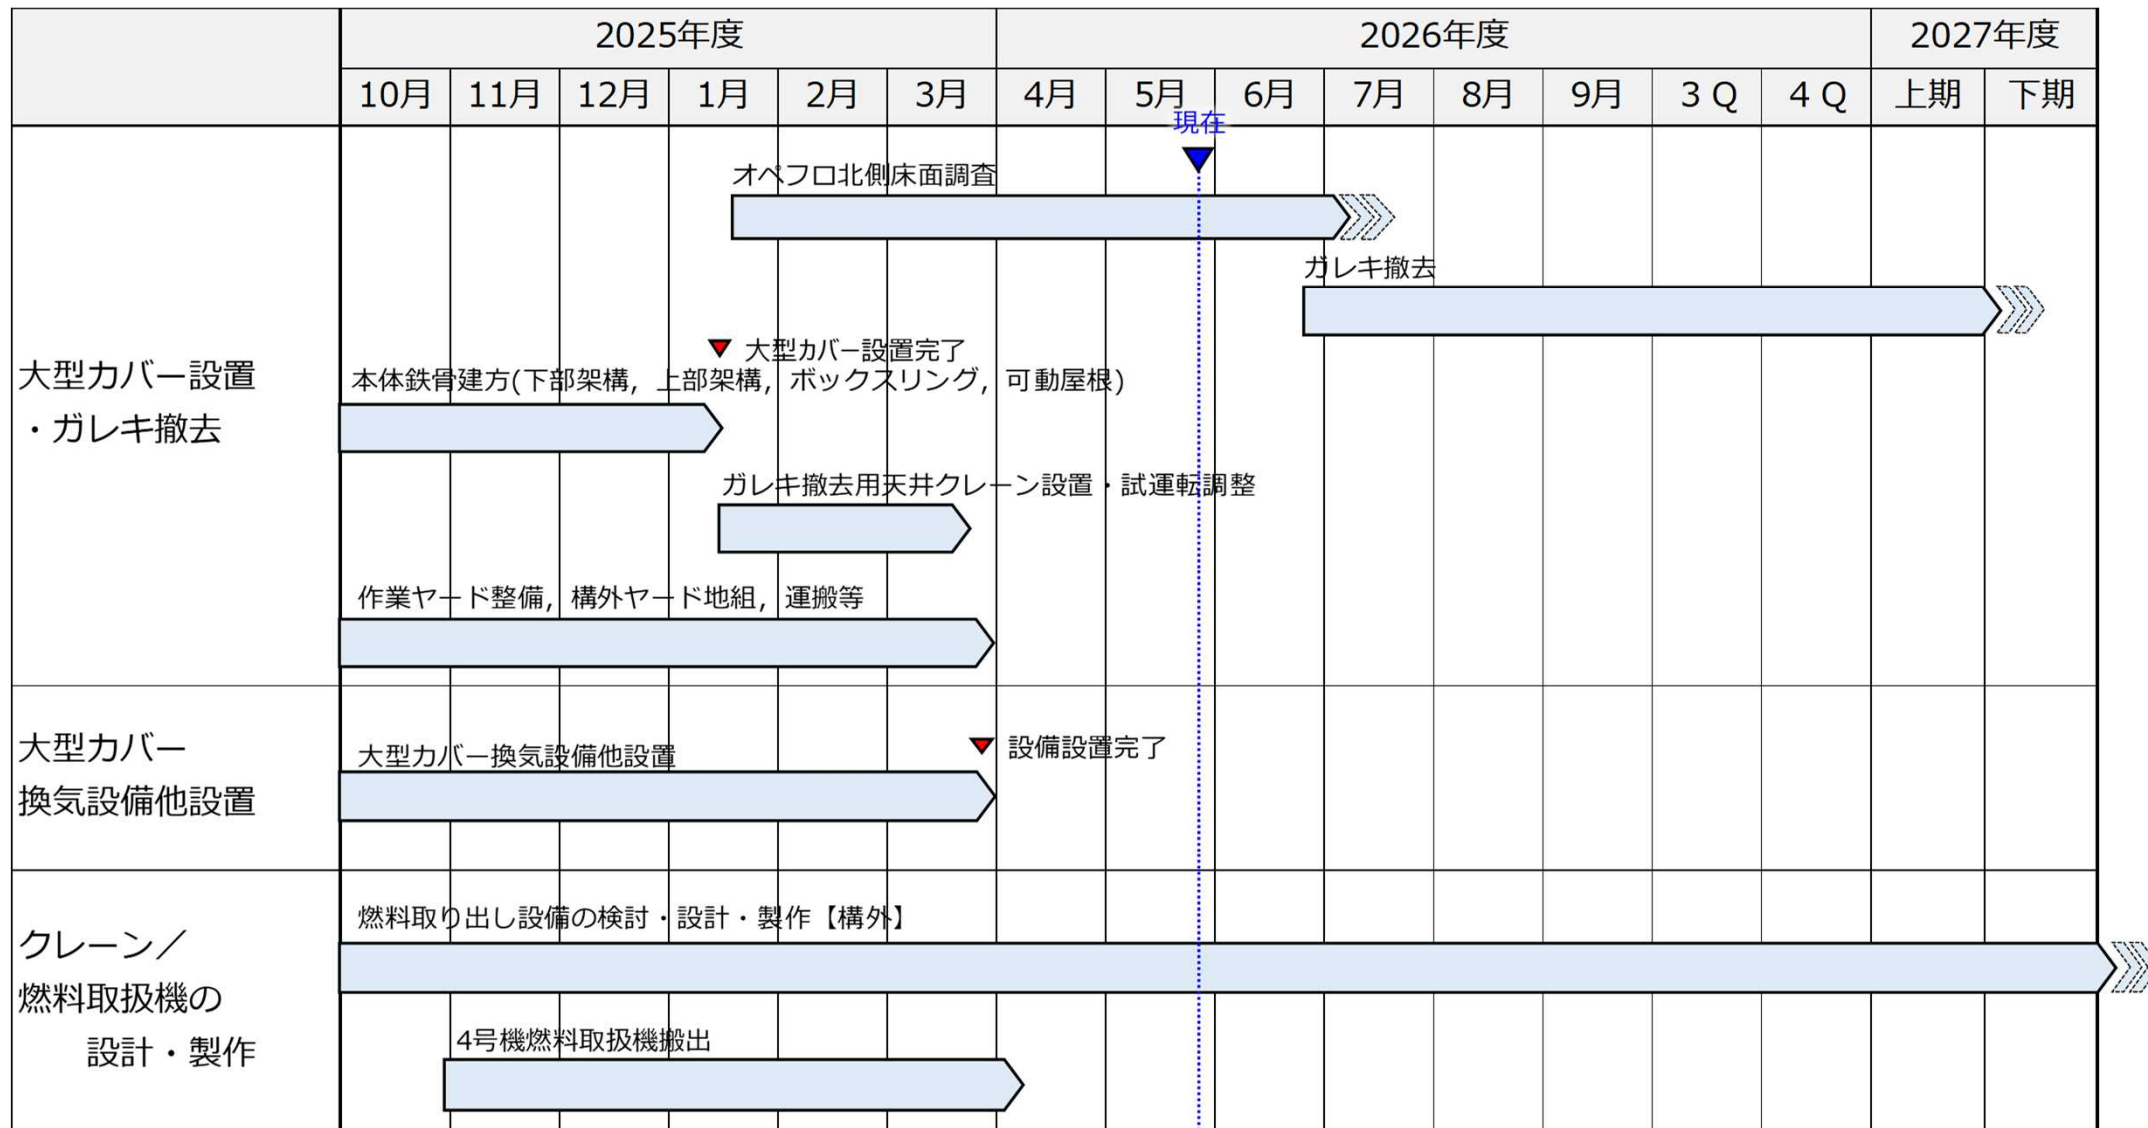 2025年度 2026年度 2027年度
10月 11月 12月 1月 2月 3月 4月 5月 6月 7月 8月 9月 3Q 4Q 上期 下期
現在
オペフロ北側床面調査
ガレキ撤去
大型カバー設置
・ガレキ撤去
大型カバー設置完了
本体鉄骨建方(下部架構，上部架構，ボックスリング，可動屋根)
ガレキ撤去用天井クレーン設置・試運転調整
作業ヤード整備，構外ヤード地組，運搬等
大型カバー
換気設備他設置
大型カバー換気設備他設置
設備設置完了
クレーン／
燃料取扱機の
設計・製作
燃料取り出し設備の検討・設計・製作【構外】
4号機燃料取扱機搬出